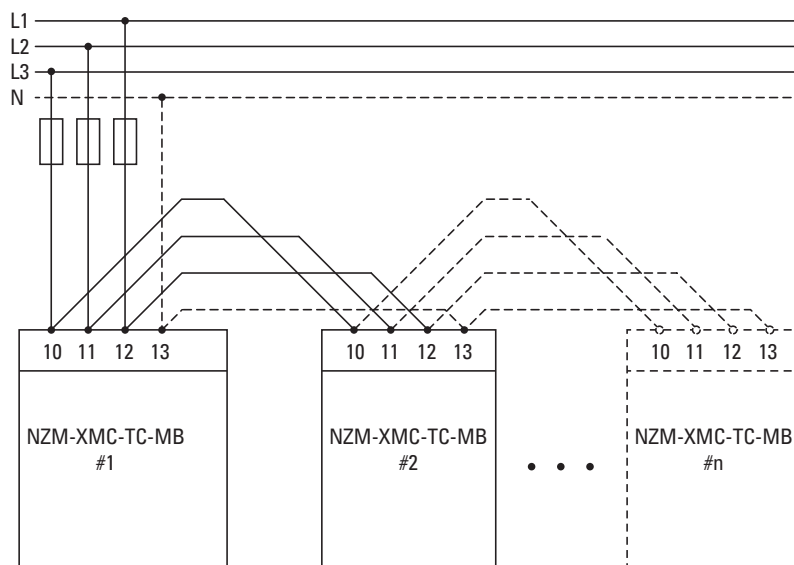 L1
L2
L3
N
10 11 12 13 10 11 12 13 10 11 12 13
NZM-XMC-TC-MB
#1
NZM-XMC-TC-MB
#2
NZM-XMC-TC-MB
#n